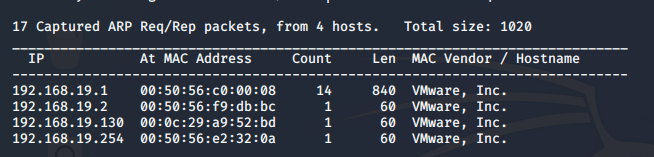 17 Captured ARP Req/Rep packets, from 4 hosts.   Total size: 1020
_____________________________________________________________________________
  IP            At MAC Address     Count     Len  MAC Vendor / Hostname
-----------------------------------------------------------------------------
192.168.19.1    00:50:56:c0:00:08     14     840  VMware, Inc.
192.168.19.2    00:50:56:f9:db:bc      1      60  VMware, Inc.
192.168.19.130  00:0c:29:a9:52:bd      1      60  VMware, Inc.
192.168.19.254  00:50:56:e2:32:0a      1      60  VMware, Inc.